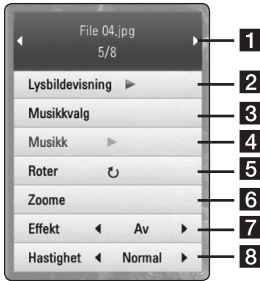 File 04.jpg
5/8
1
Lysbildevisning
2
Musikkvalg
3
Musikk
4
Roter
5
Zoome
6
Effekt Av
7
Hastighet Normal
8